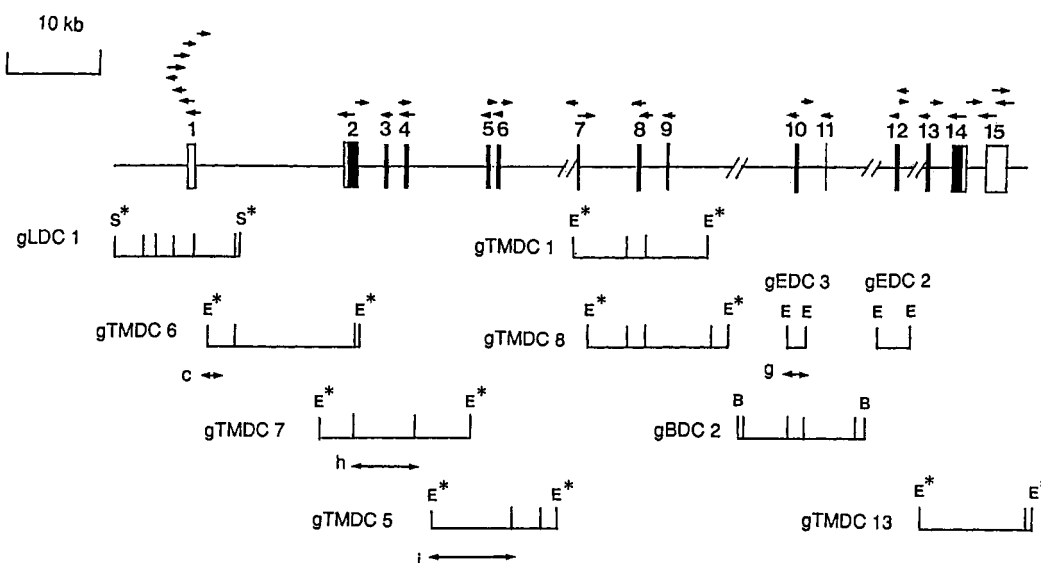 10 kb
1 2 3 4 5 6 7 8 9 10 11 12 13 14 15
gLDC 1 S* S*
gTMDC 1 E* E*
gEDC 3 E E
gEDC 2 E E
gTMDC 6 E* E*
gTMDC 8 E* E*
c
g
gTMDC 7 E* E*
gBDC 2 B B
h
gTMDC 5 E* E*
gTMDC 13 E* E*
i